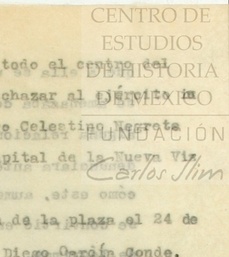 CENTRO DE
ESTUDIOS
DE HISTORIA
DE MÉXICO
FUNDACIÓN
Carlos Slim
todo el centro del
chazar al ejército in
Celestino Negrete
pital de la Nueva Viz
de la plaza el 24 de
Diego García Conde.